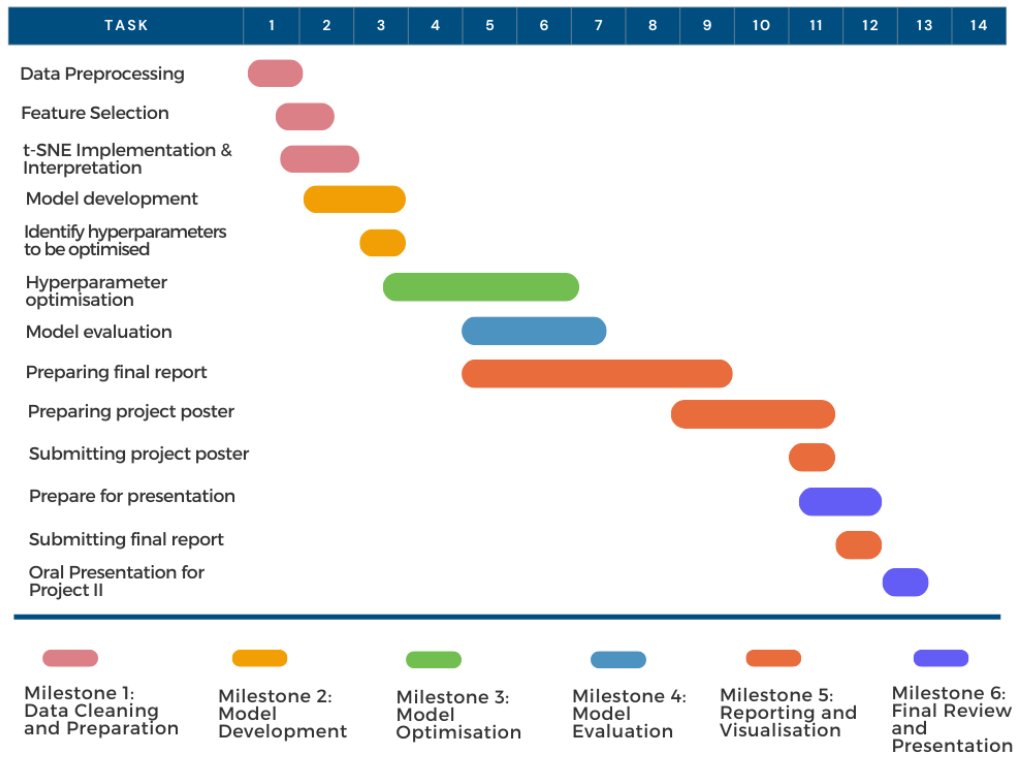 TASK 1 2 3 4 5 6 7 8 9 10 11 12 13 14
Data Preprocessing
Feature Selection
t-SNE Implementation &
Interpretation
Model development
Identify hyperparameters
to be optimised
Hyperparameter
optimisation
Model evaluation
Preparing final report
Preparing project poster
Submitting project poster
Prepare for presentation
Submitting final report
Oral Presentation for
Project II
Milestone 1:
Data Cleaning
and Preparation
Milestone 2:
Model
Development
Milestone 3:
Model
Optimisation
Milestone 4:
Model
Evaluation
Milestone 5:
Reporting and
Visualisation
Milestone 6:
Final Review
and
Presentation